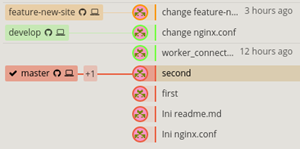 feature-new-site change feature-n... 3 hours ago
develop change nginx.conf
worker_connect... 12 hours ago
master +1 second
first
Ini readme.md
Ini nginx.conf